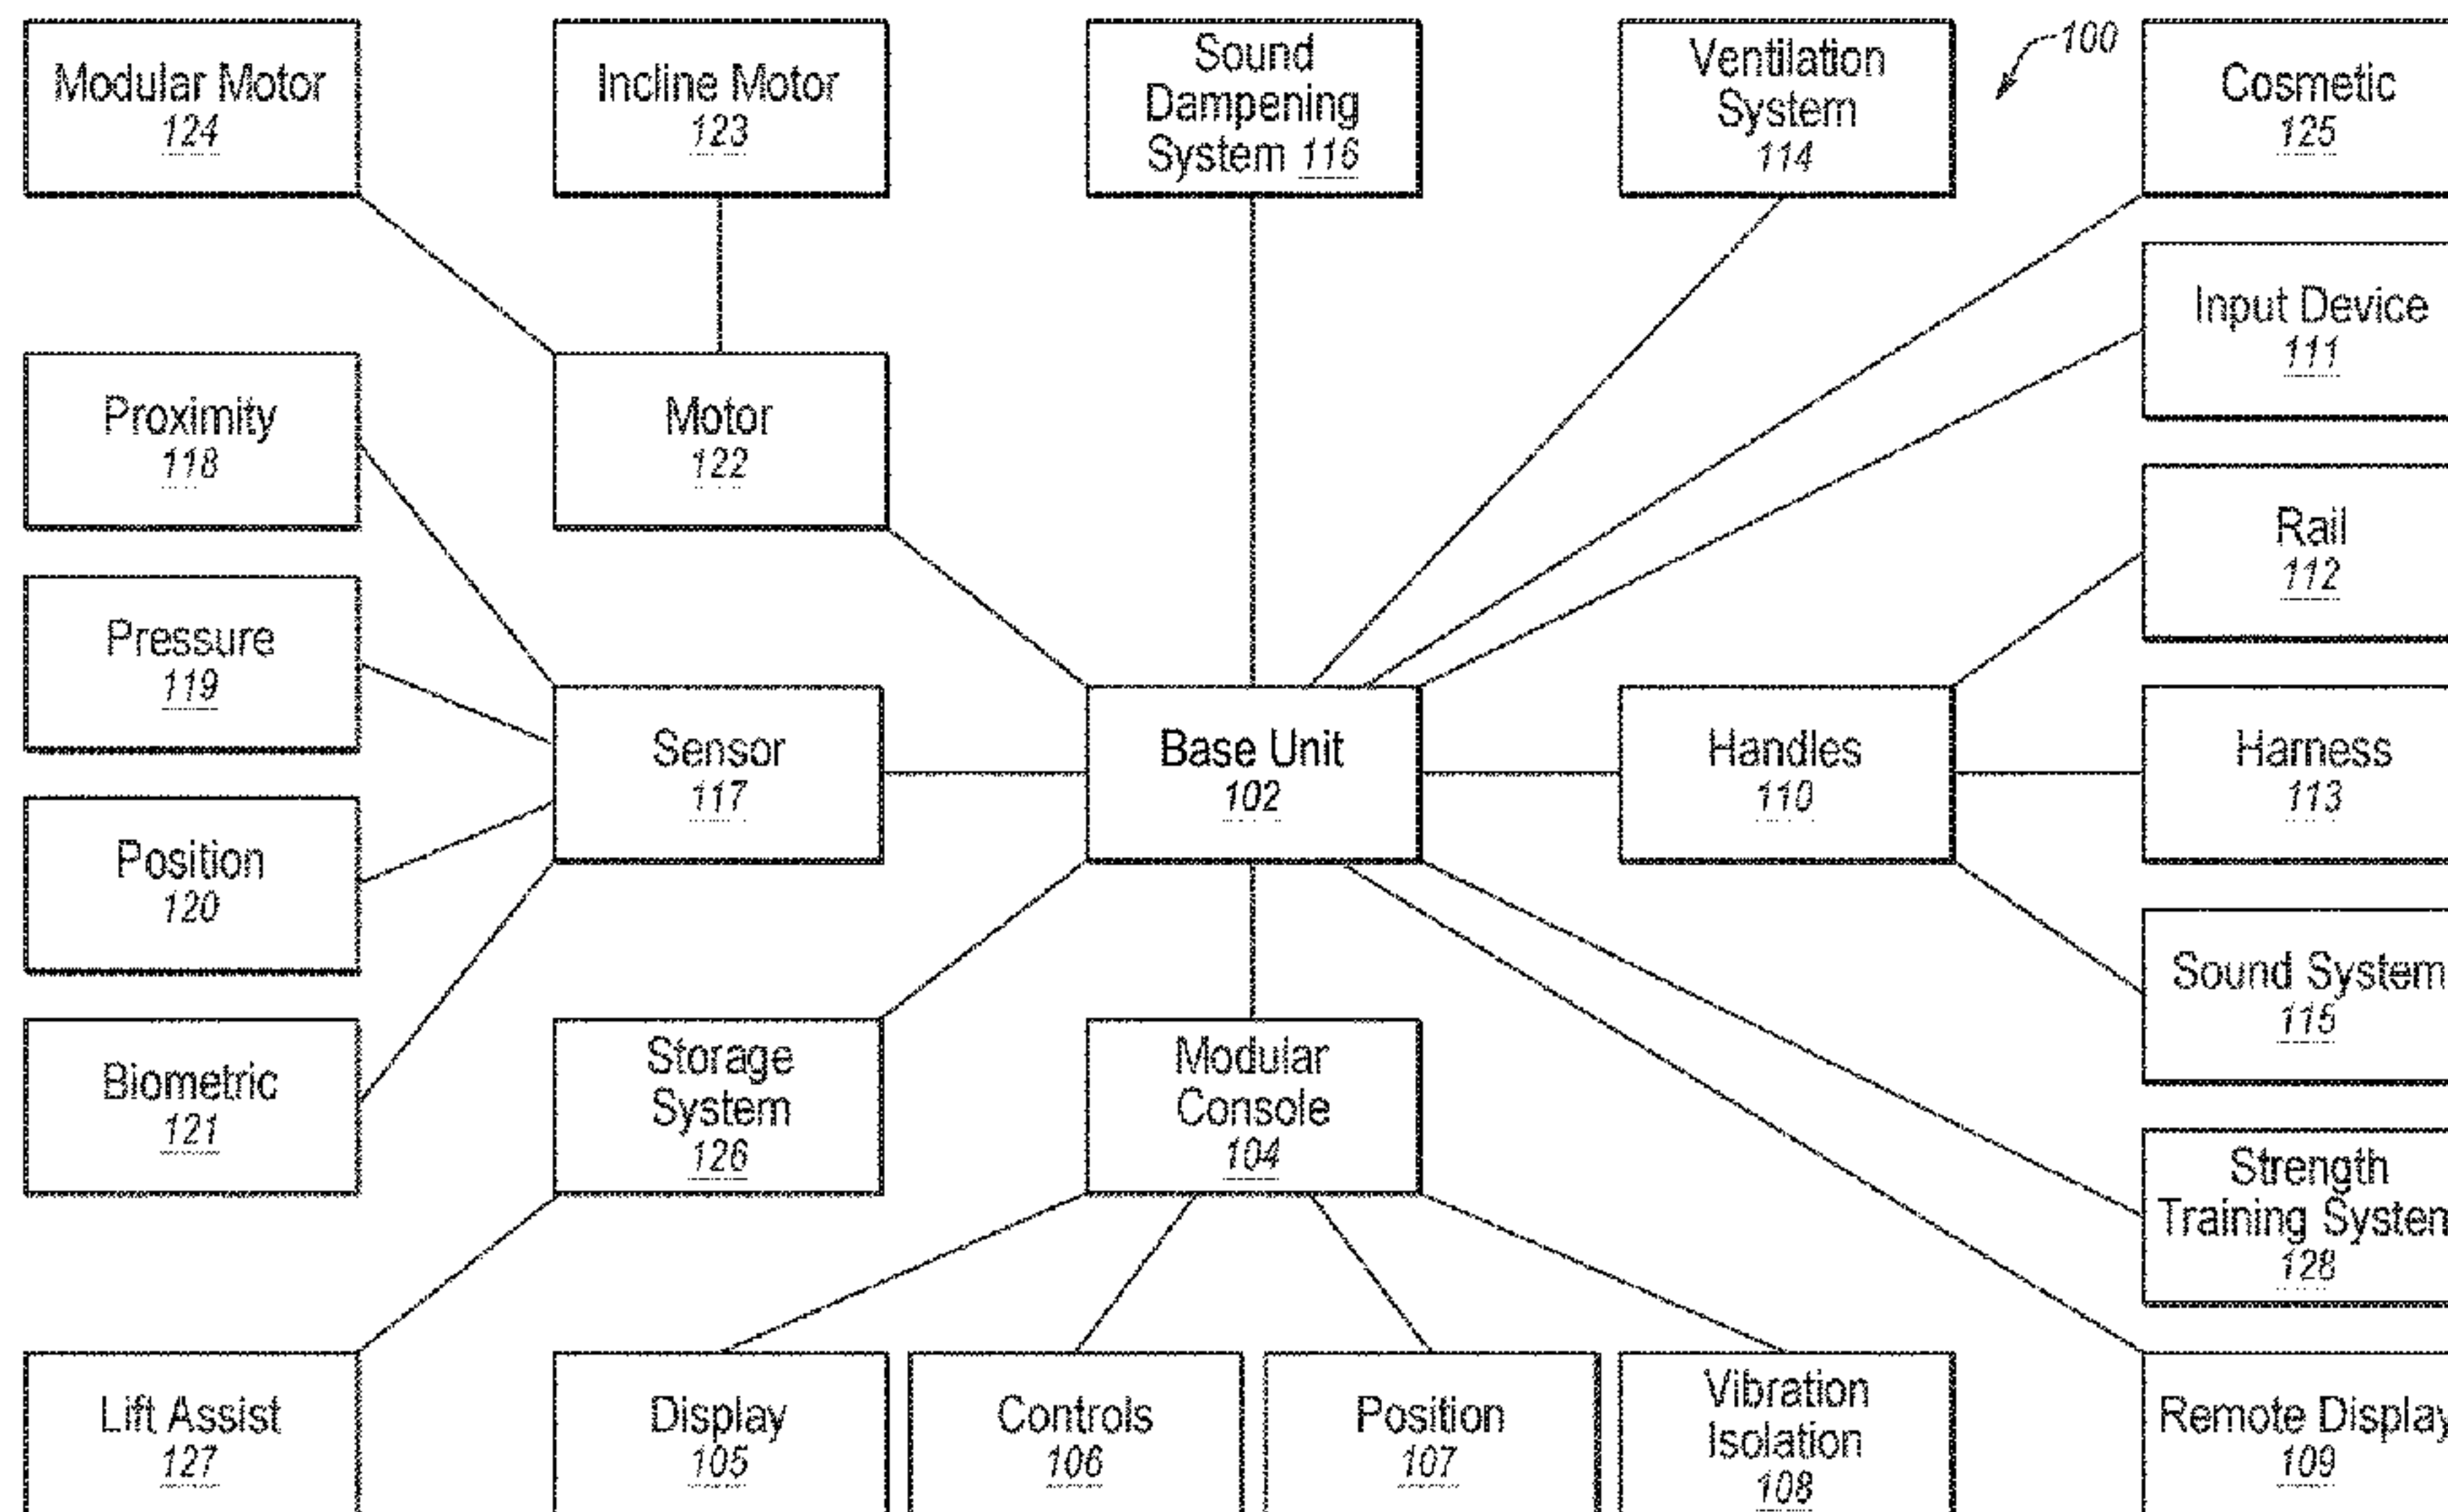 Modular Motor
124
Incline Motor
123
Sound
Dampening
System 116
Ventilation
System
114
100
Cosmetic
125
Input Device
111
Proximity
118
Motor
122
Rail
112
Pressure
119
Sensor
117
Base Unit
102
Handles
110
Harness
113
Position
120
Sound System
115
Biometric
121
Storage
System
126
Modular
Console
104
Strength
Training System
128
Lift Assist
127
Display
105
Controls
106
Position
107
Vibration
Isolation
108
Remote Display
109